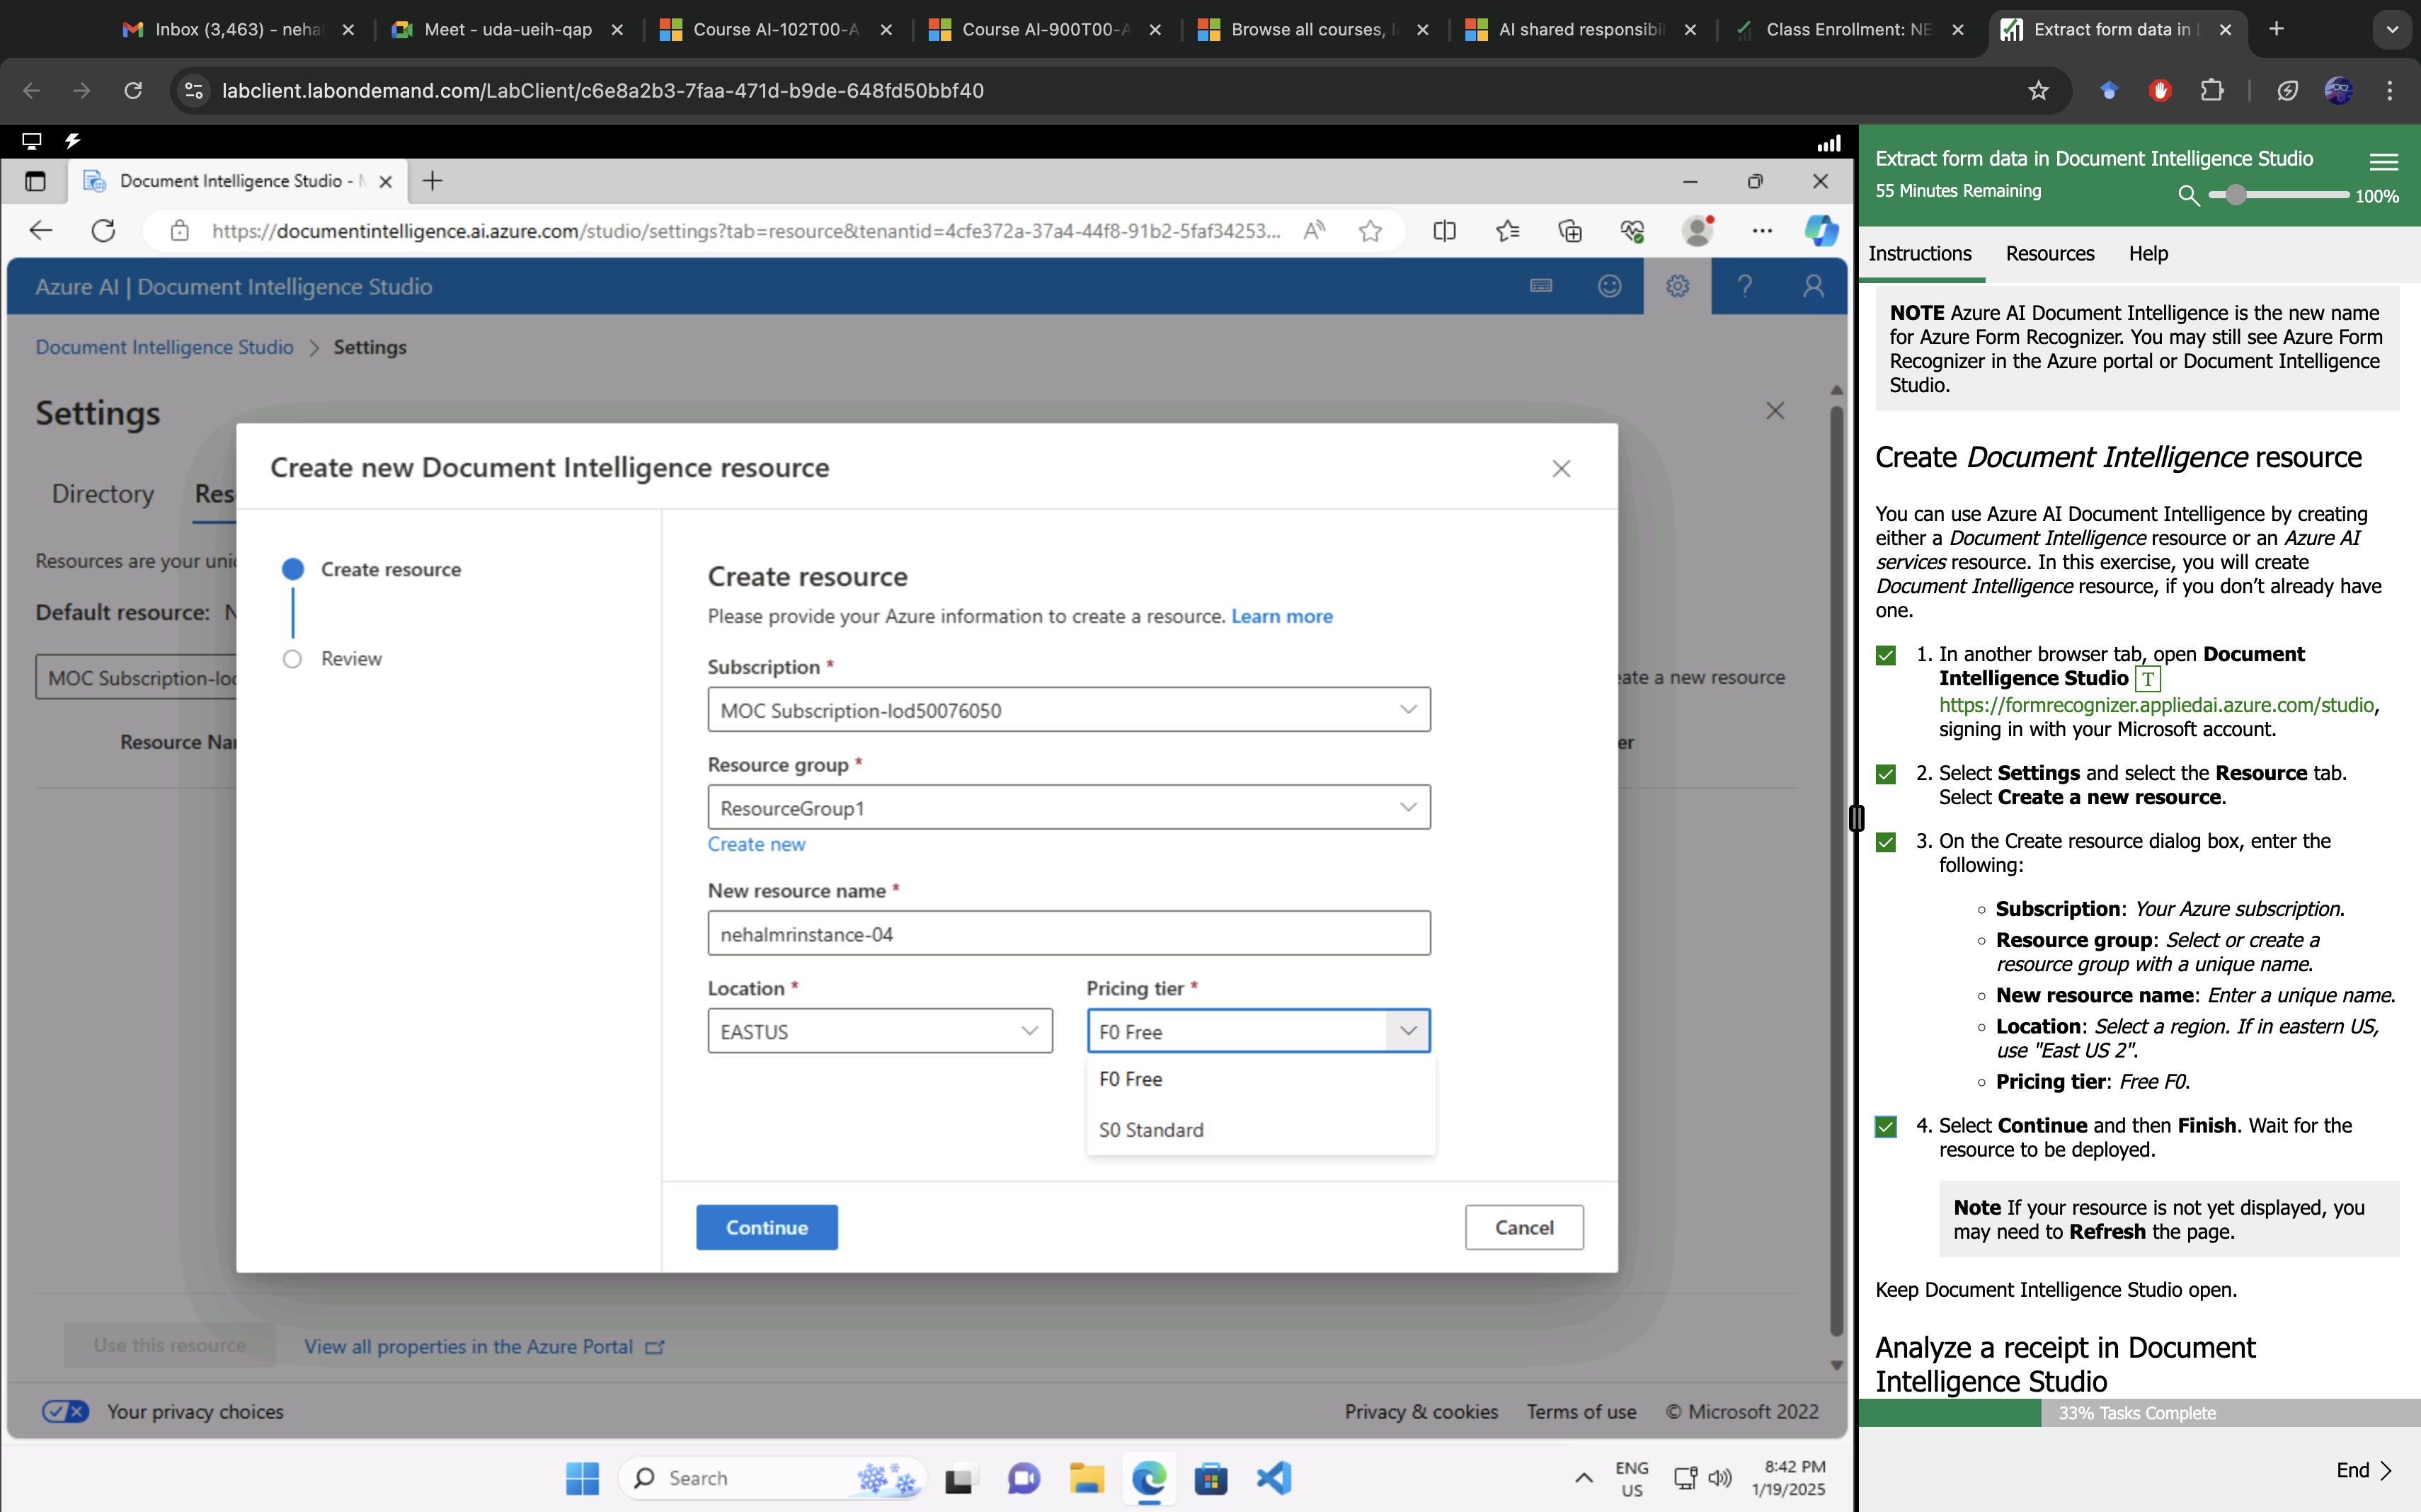 Inbox (3,463) - neha
Meet - uda-ueih-qap
Course AI-102T00-A
Course AI-900T00-A
Browse all courses, l
AI shared responsibil
Class Enrollment: NE
Extract form data in D
labclient.labondemand.com/LabClient/c6e8a2b3-7faa-471d-b9de-648fd50bbf40
Document Intelligence Studio - M
https://documentintelligence.ai.azure.com/studio/settings?tab=resource&tenantid=4cfe372a-37a4-44f8-91b2-5faf34253...
Azure AI | Document Intelligence Studio
Document Intelligence Studio > Settings
Settings
Directory Res
Resources are your uni
Default resource: N
MOC Subscription-lo
eate a new resource
Resource Na
er
Create new Document Intelligence resource
Create resource
Review
Create resource
Please provide your Azure information to create a resource. Learn more
Subscription *
MOC Subscription-lod50076050
Resource group *
ResourceGroup1
Create new
New resource name *
nehalmrinstance-04
Location *
EASTUS
Pricing tier *
F0 Free
F0 Free
S0 Standard
Continue
Cancel
Use this resource
View all properties in the Azure Portal
Your privacy choices
Privacy & cookies Terms of use © Microsoft 2022
Search
ENG
US
8:42 PM
1/19/2025
Extract form data in Document Intelligence Studio
55 Minutes Remaining
100%
Instructions Resources Help
NOTE Azure AI Document Intelligence is the new name
for Azure Form Recognizer. You may still see Azure Form
Recognizer in the Azure portal or Document Intelligence
Studio.
Create Document Intelligence resource
You can use Azure AI Document Intelligence by creating
either a Document Intelligence resource or an Azure AI
services resource. In this exercise, you will create
Document Intelligence resource, if you don’t already have
one.
1. In another browser tab, open Document
Intelligence Studio T
https://formrecognizer.appliedai.azure.com/studio,
signing in with your Microsoft account.
2. Select Settings and select the Resource tab.
Select Create a new resource.
3. On the Create resource dialog box, enter the
following:
Subscription: Your Azure subscription.
Resource group: Select or create a
resource group with a unique name.
New resource name: Enter a unique name.
Location: Select a region. If in eastern US,
use "East US 2".
Pricing tier: Free F0.
4. Select Continue and then Finish. Wait for the
resource to be deployed.
Note If your resource is not yet displayed, you
may need to Refresh the page.
Keep Document Intelligence Studio open.
Analyze a receipt in Document
Intelligence Studio
33% Tasks Complete
End